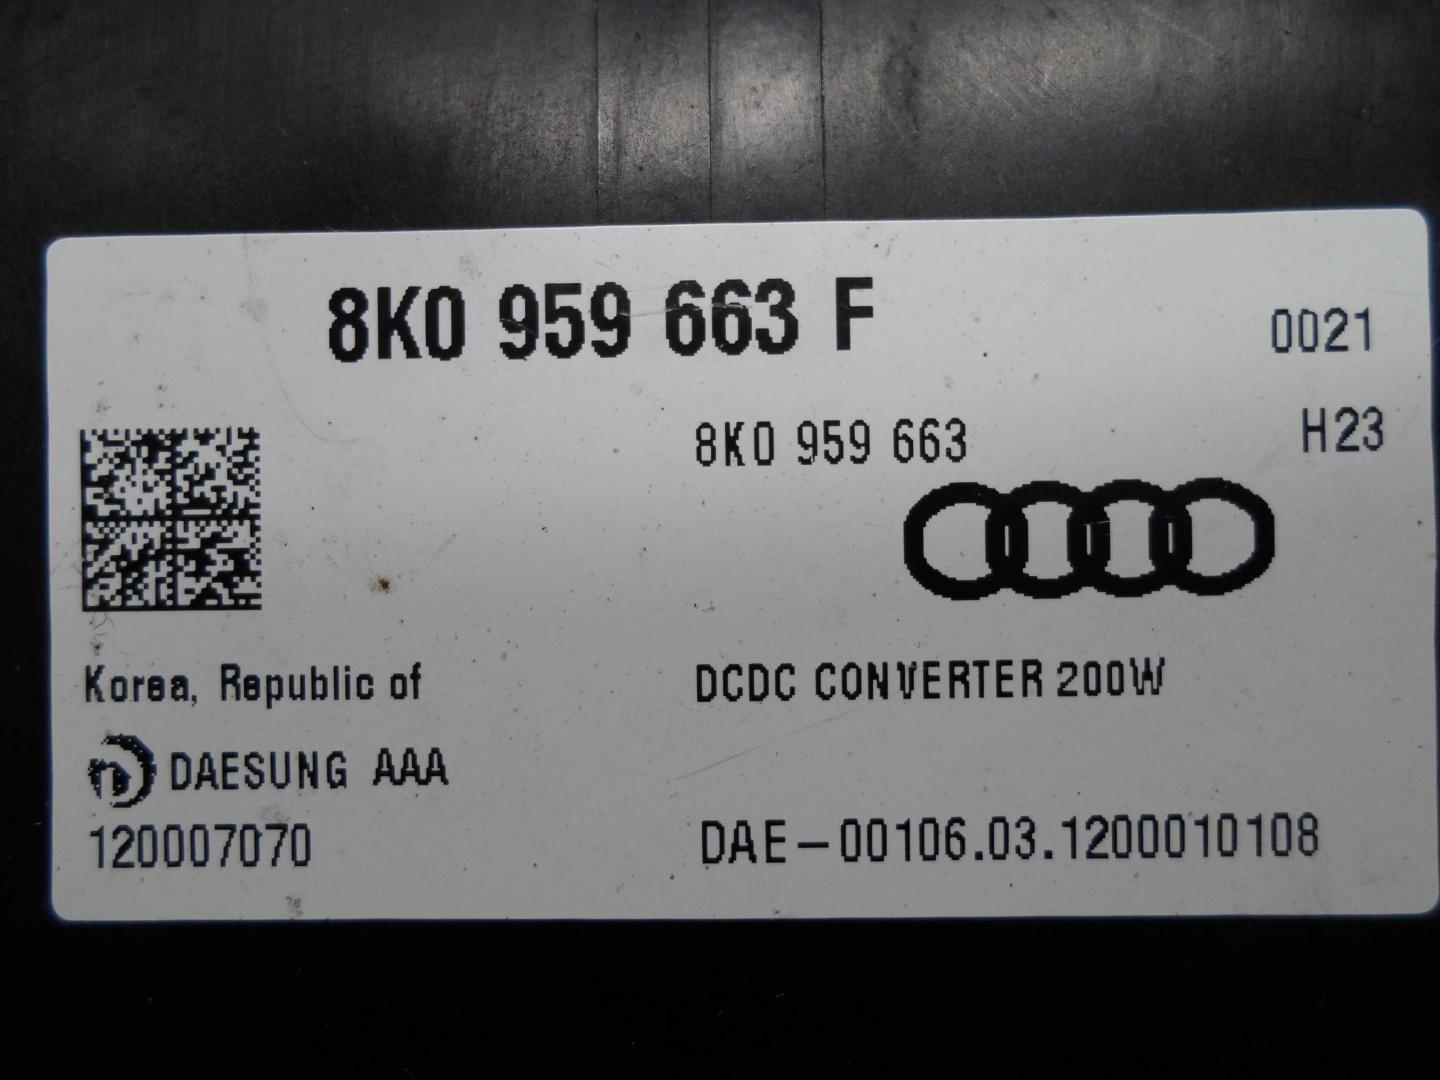 8K0 959 663 F
0021
8K0 959 663
H23
Korea, Republic of
DCDC CONVERTER 200W
DAESUNG AAA
120007070
DAE-00106.03.1200010108